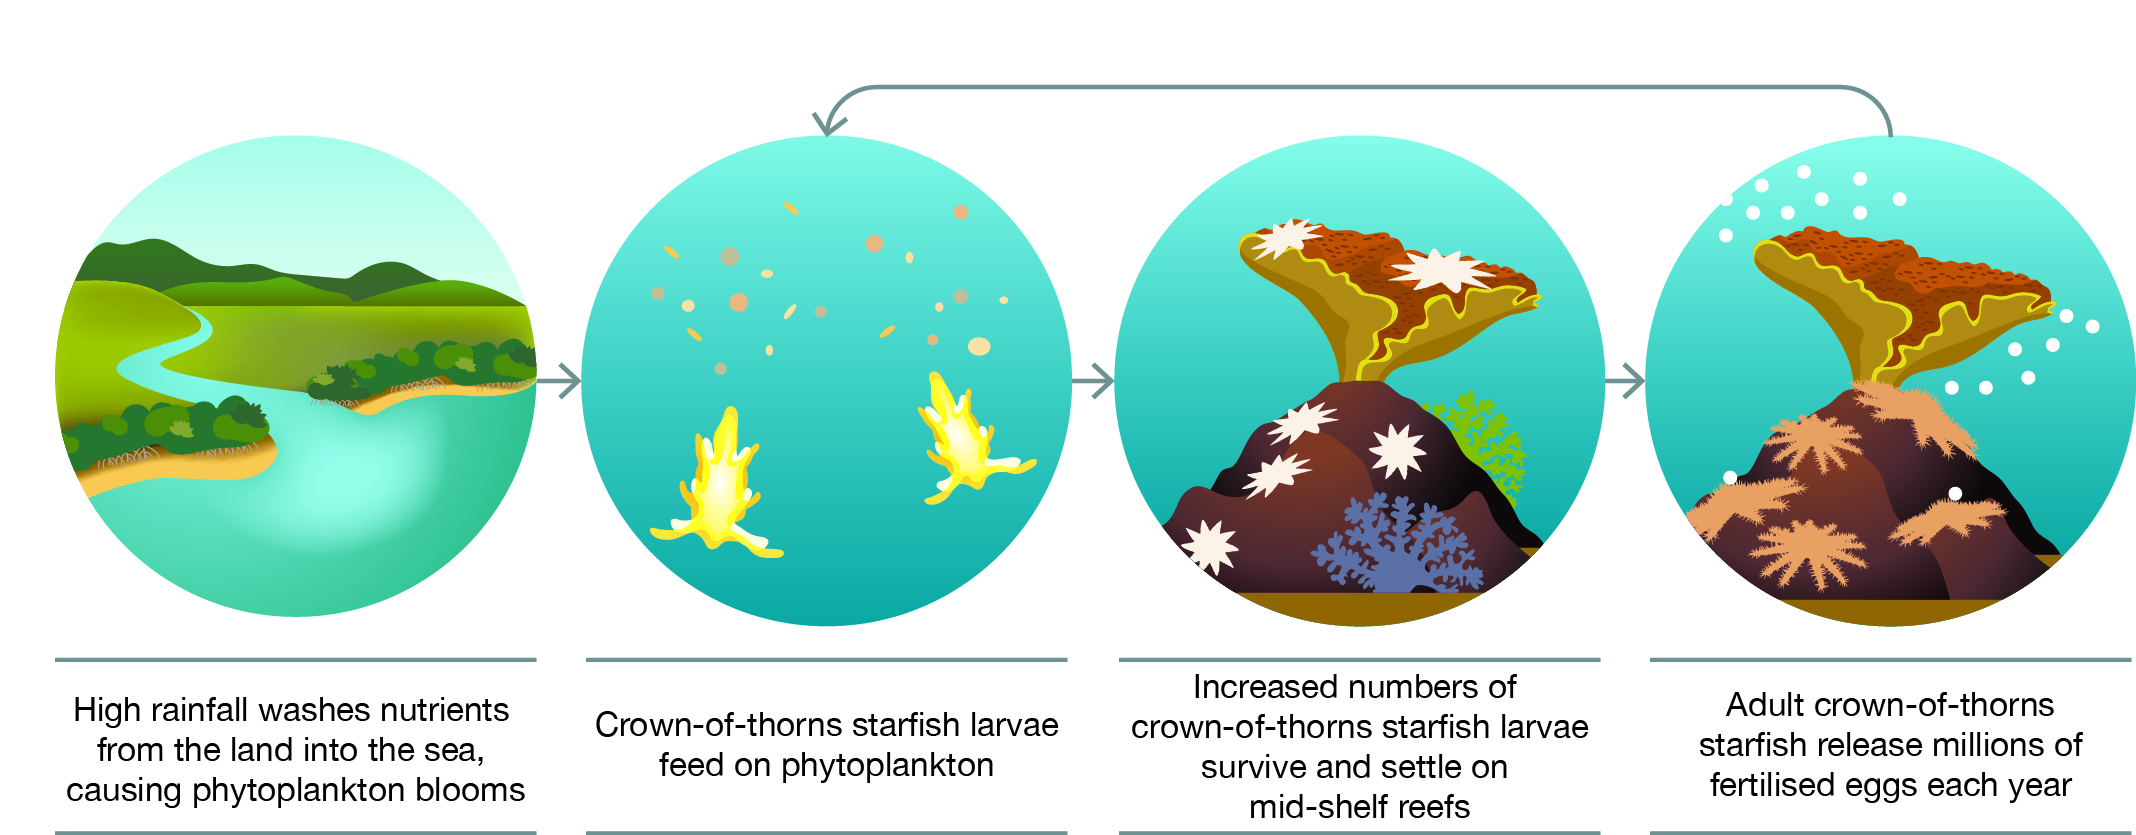 High rainfall washes nutrients
from the land into the sea,
causing phytoplankton blooms
Crown-of-thorns starfish larvae
feed on phytoplankton
Increased numbers of
crown-of-thorns starfish larvae
survive and settle on
mid-shelf reefs
Adult crown-of-thorns
starfish release millions of
fertilised eggs each year